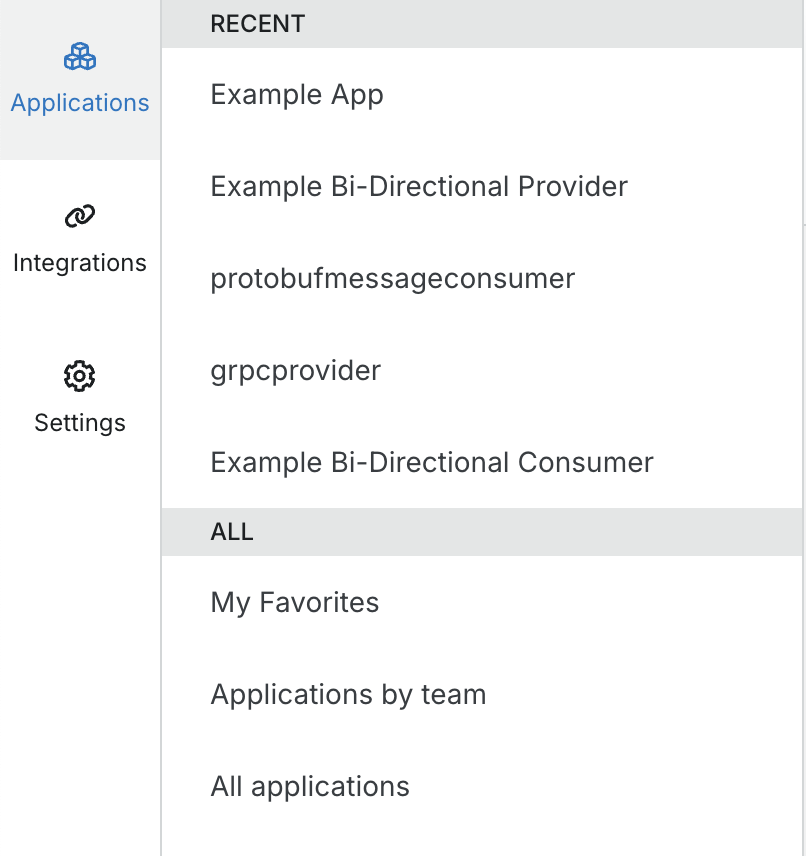 Applications
Integrations
Settings
RECENT
Example App
Example Bi-Directional Provider
protobufmessageconsumer
grpcprovider
Example Bi-Directional Consumer
ALL
My Favorites
Applications by team
All applications